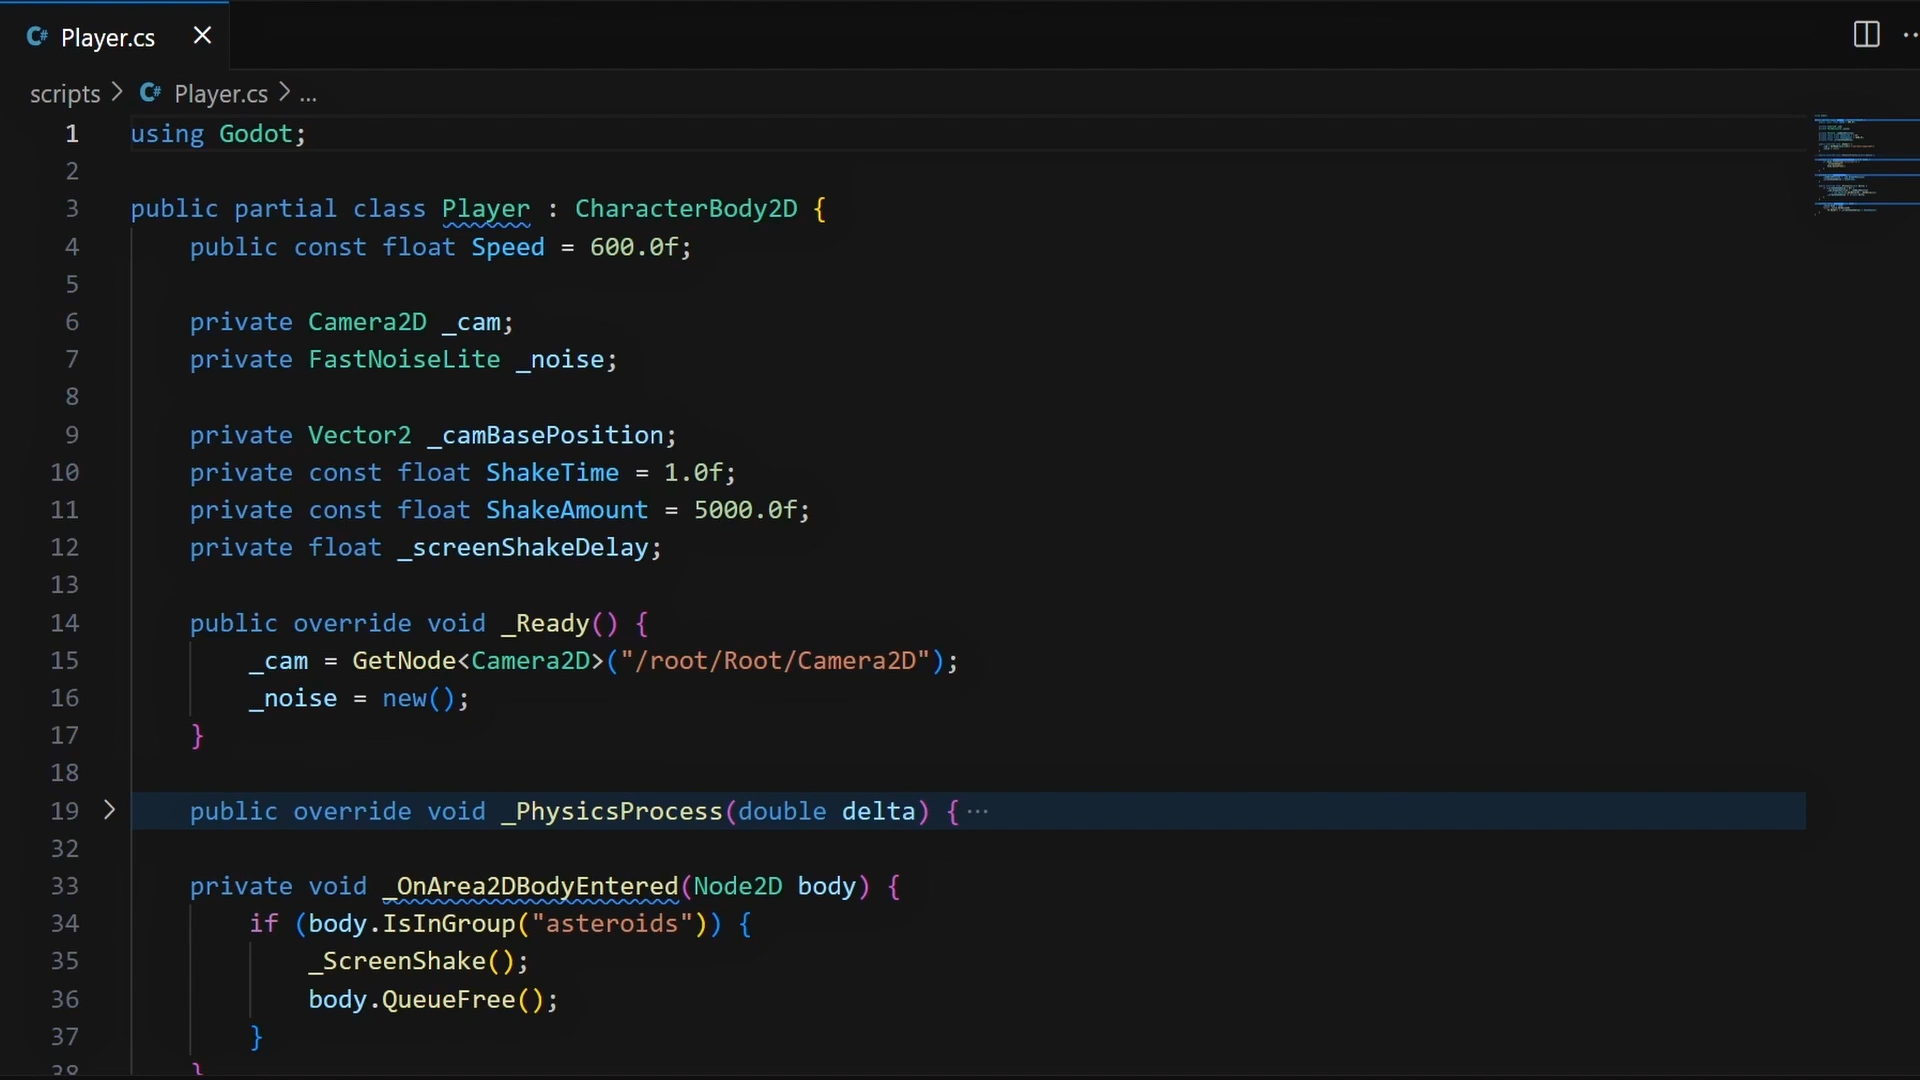 C# Player.cs
scripts > C# Player.cs > ...
1 using Godot;
2
3 public partial class Player : CharacterBody2D {
4 public const float Speed = 600.0f;
5
6 private Camera2D _cam;
7 private FastNoiseLite _noise;
8
9 private Vector2 _camBasePosition;
10 private const float ShakeTime = 1.0f;
11 private const float ShakeAmount = 5000.0f;
12 private float _screenShakeDelay;
13
14 public override void _Ready() {
15 _cam = GetNode<Camera2D>("/root/Root/Camera2D");
16 _noise = new();
17 }
18
19 > public override void _PhysicsProcess(double delta) { ...
32
33 private void _OnArea2DBodyEntered(Node2D body) {
34 if (body.IsInGroup("asteroids")) {
35 _ScreenShake();
36 body.QueueFree();
37 }
38 }